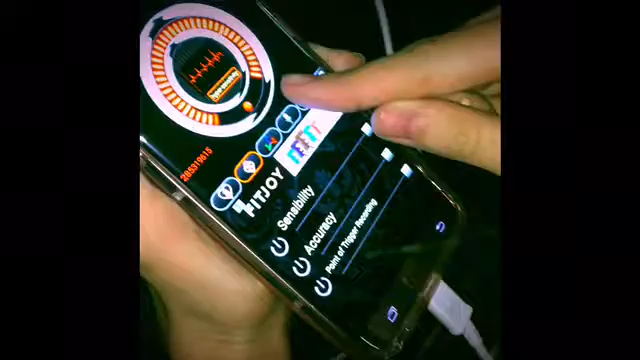 285319615
FITJOY
Sensibility
Accuracy
Point of Trigger Recording